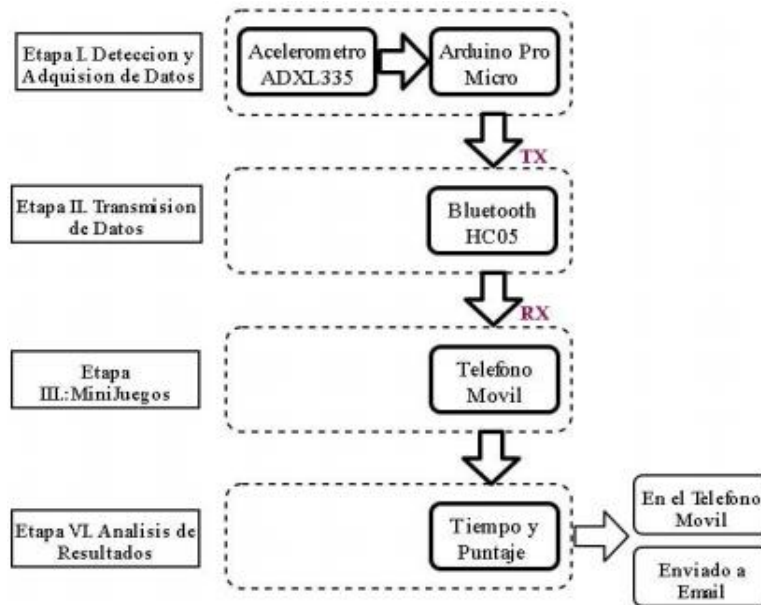 Etapa I. Deteccion y
Adquision de Datos
Acelerometro
ADXL335
Arduino Pro
Micro
TX
Etapa II. Transmision
de Datos
Bluetooth
HC05
RX
Etapa
III.:MiniJuegos
Telefono
Movil
Etapa VI. Analisis de
Resultados
Tiempo y
Puntaje
En el Telefono
Movil
Enviado a
Email